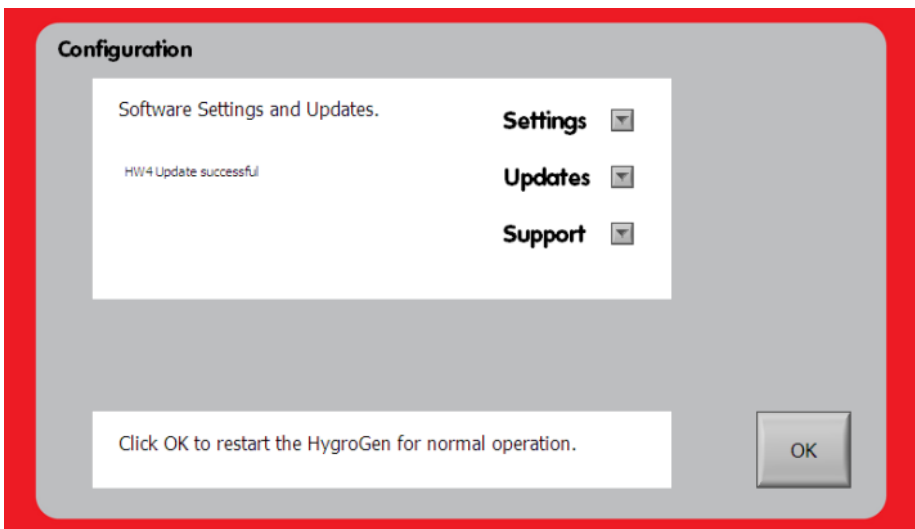 Configuration
Software Settings and Updates.
Settings
HW4 Update successful
Updates
Support
Click OK to restart the HygroGen for normal operation.
OK